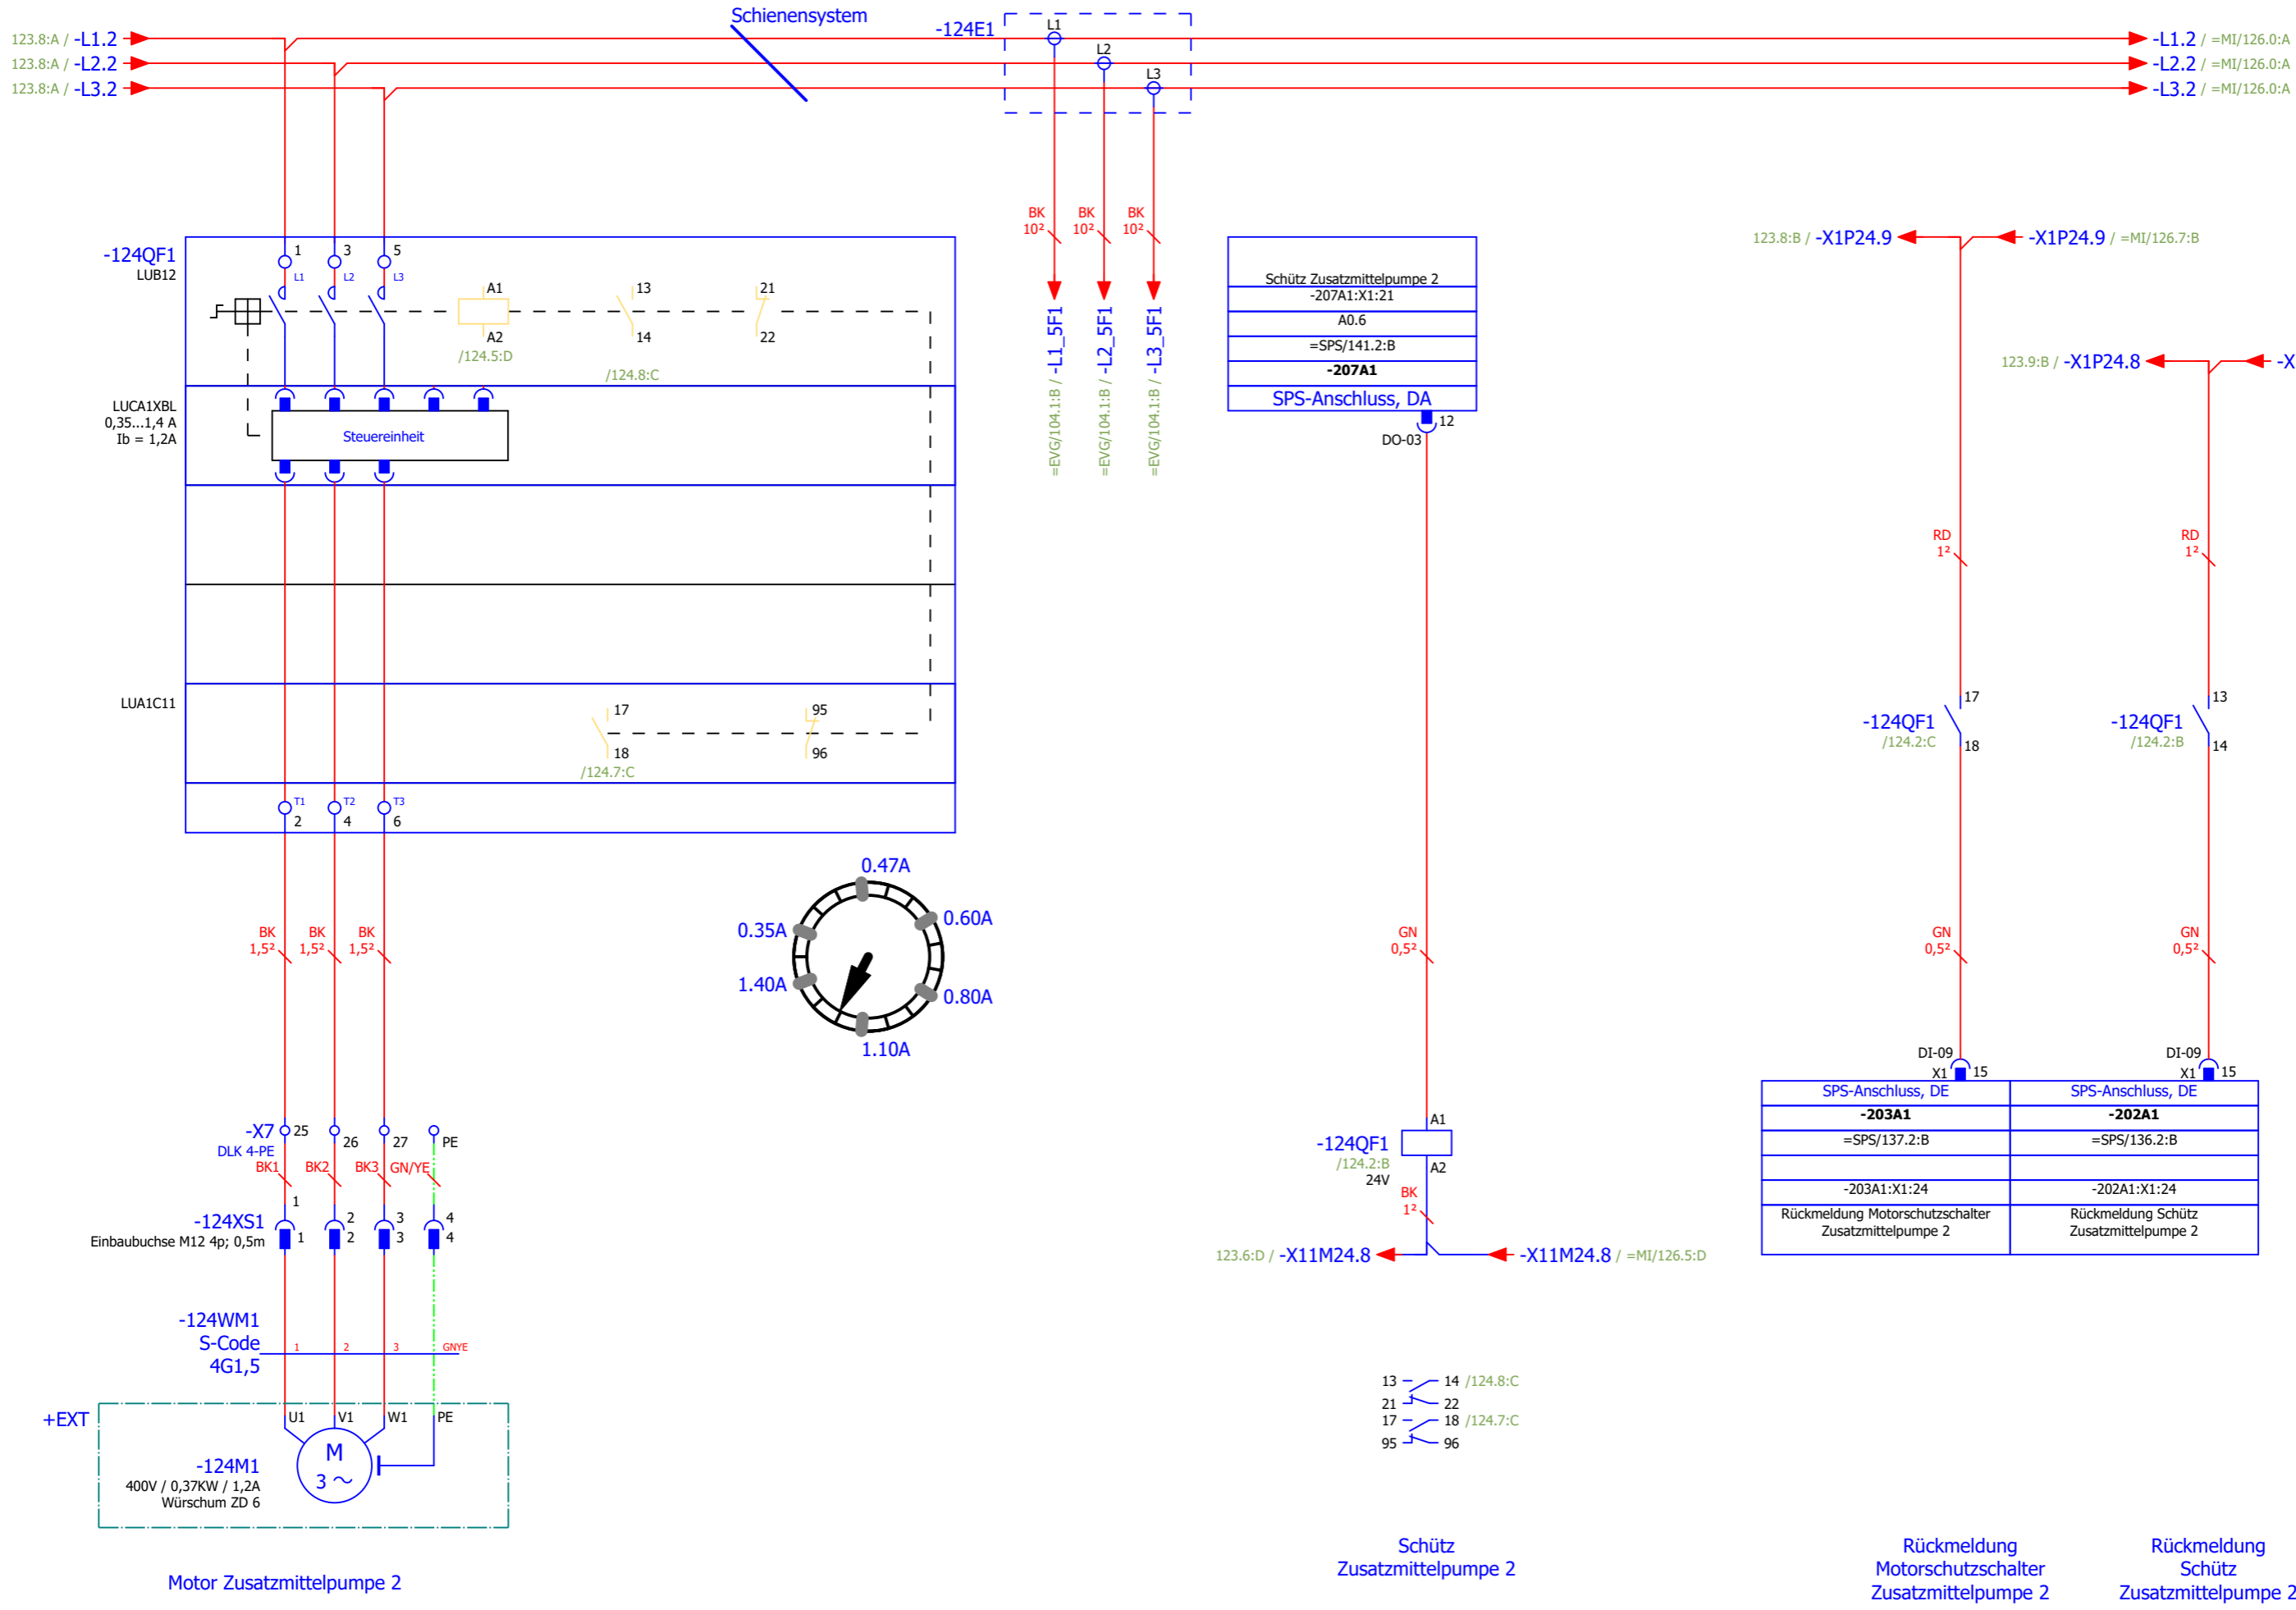 Schienensystem
123.8:A / -L1.2
123.8:A / -L2.2
123.8:A / -L3.2
-124E1
L1
L2
L3
-L1.2 / =MI/126.0:A
-L2.2 / =MI/126.0:A
-L3.2 / =MI/126.0:A
BK
10²
BK
10²
BK
10²
=EVG/104.1:B / -L1_5F1
=EVG/104.1:B / -L2_5F1
=EVG/104.1:B / -L3_5F1
-124QF1
LUB12
1
3
5
L1
L2
L3
A1
A2
/124.5:D
13
14
/124.8:C
21
22
LUCA1XBL
0,35...1,4 A
Ib = 1,2A
Steuereinheit
LUA1C11
17
18
/124.7:C
95
96
T1
T2
T3
2
4
6
0.47A
0.60A
0.35A
1.40A
0.80A
1.10A
BK
1,5²
BK
1,5²
BK
1,5²
-X7
25
26
27
PE
DLK 4-PE
BK1
BK2
BK3
GN/YE
-124XS1
Einbaubuchse M12 4p; 0,5m
1
2
3
4
1
2
3
4
-124WM1
S-Code
4G1,5
1
2
3
GNYE
+EXT
U1
V1
W1
PE
-124M1
400V / 0,37KW / 1,2A
Würschum ZD 6
M
3 ~
Motor Zusatzmittelpumpe 2
Schütz Zusatzmittelpumpe 2
-207A1:X1:21
A0.6
=SPS/141.2:B
-207A1
SPS-Anschluss, DA
12
DO-03
GN
0,5²
-124QF1
/124.2:B
24V
A1
A2
BK
1²
123.6:D / -X11M24.8
-X11M24.8 / =MI/126.5:D
13 14 /124.8:C
21 22
17 18 /124.7:C
95 96
Schütz
Zusatzmittelpumpe 2
123.8:B / -X1P24.9
-X1P24.9 / =MI/126.7:B
123.9:B / -X1P24.8
-X
RD
1²
RD
1²
-124QF1
/124.2:C
17
18
-124QF1
/124.2:B
13
14
GN
0,5²
GN
0,5²
DI-09
X1
15
DI-09
X1
15
SPS-Anschluss, DE
SPS-Anschluss, DE
-203A1
-202A1
=SPS/137.2:B
=SPS/136.2:B
-203A1:X1:24
-202A1:X1:24
Rückmeldung Motorschutzschalter
Zusatzmittelpumpe 2
Rückmeldung Schütz
Zusatzmittelpumpe 2
Rückmeldung
Motorschutzschalter
Zusatzmittelpumpe 2
Rückmeldung
Schütz
Zusatzmittelpumpe 2